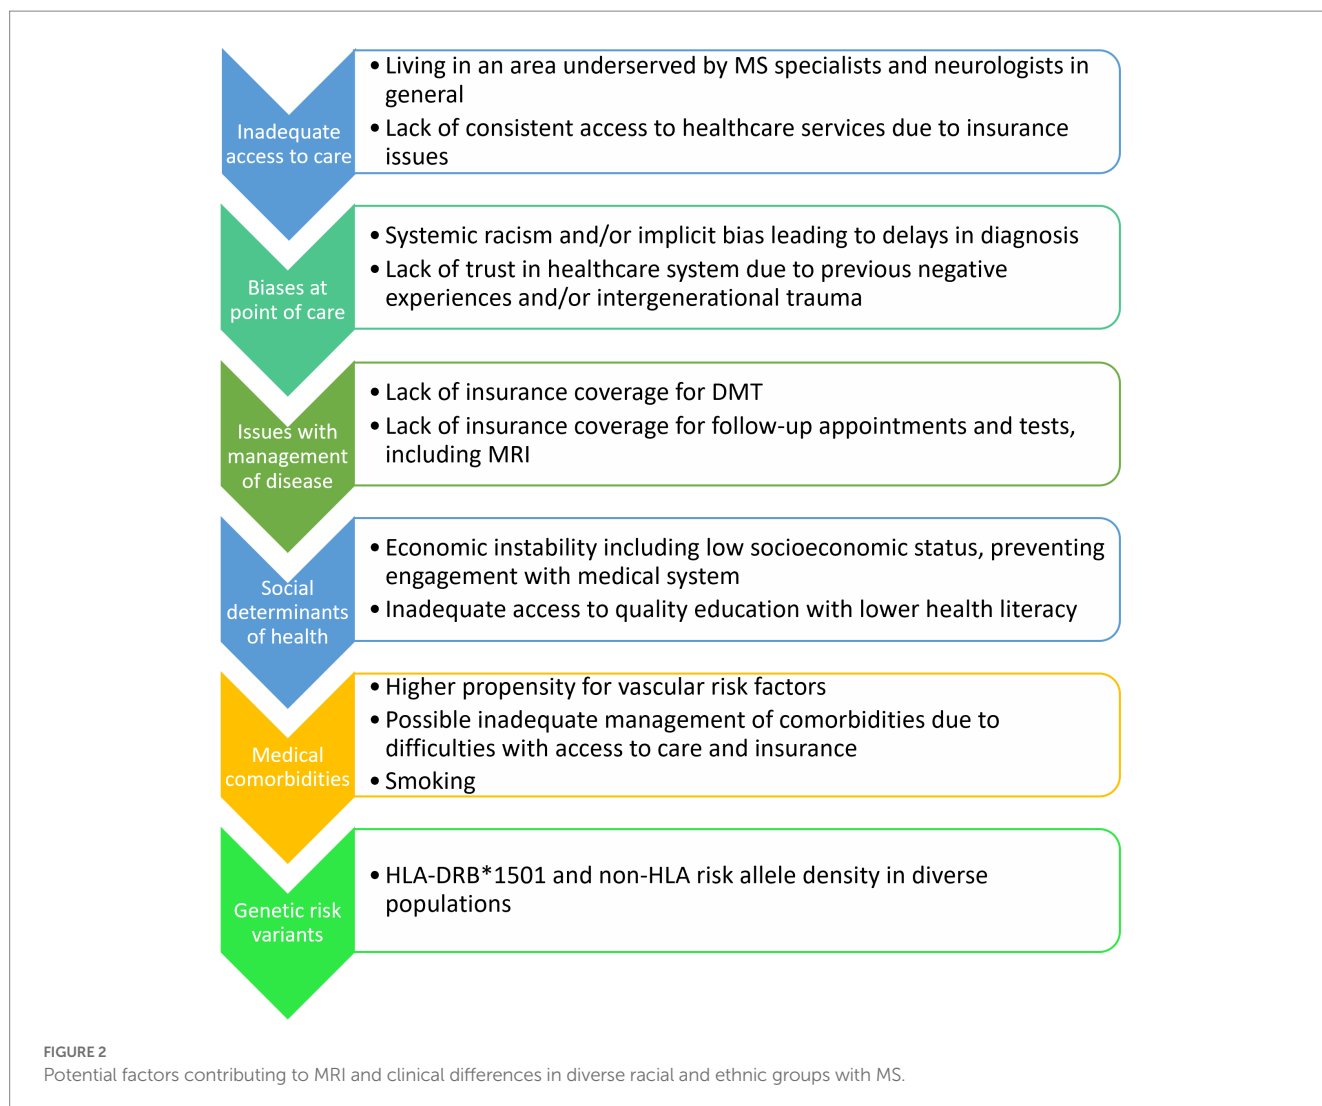 Inadequate
access to care
• Living in an area underserved by MS specialists and neurologists in
general
• Lack of consistent access to healthcare services due to insurance
issues
Biases at
point of care
• Systemic racism and/or implicit bias leading to delays in diagnosis
• Lack of trust in healthcare system due to previous negative
experiences and/or intergenerational trauma
Issues with
management
of disease
• Lack of insurance coverage for DMT
• Lack of insurance coverage for follow-up appointments and tests,
including MRI
Social
determinants
of health
• Economic instability including low socioeconomic status, preventing
engagement with medical system
• Inadequate access to quality education with lower health literacy
Medical
comorbidities
• Higher propensity for vascular risk factors
• Possible inadequate management of comorbidities due to
difficulties with access to care and insurance
• Smoking
Genetic risk
variants
• HLA-DRB*1501 and non-HLA risk allele density in diverse
populations
FIGURE 2
Potential factors contributing to MRI and clinical differences in diverse racial and ethnic groups with MS.